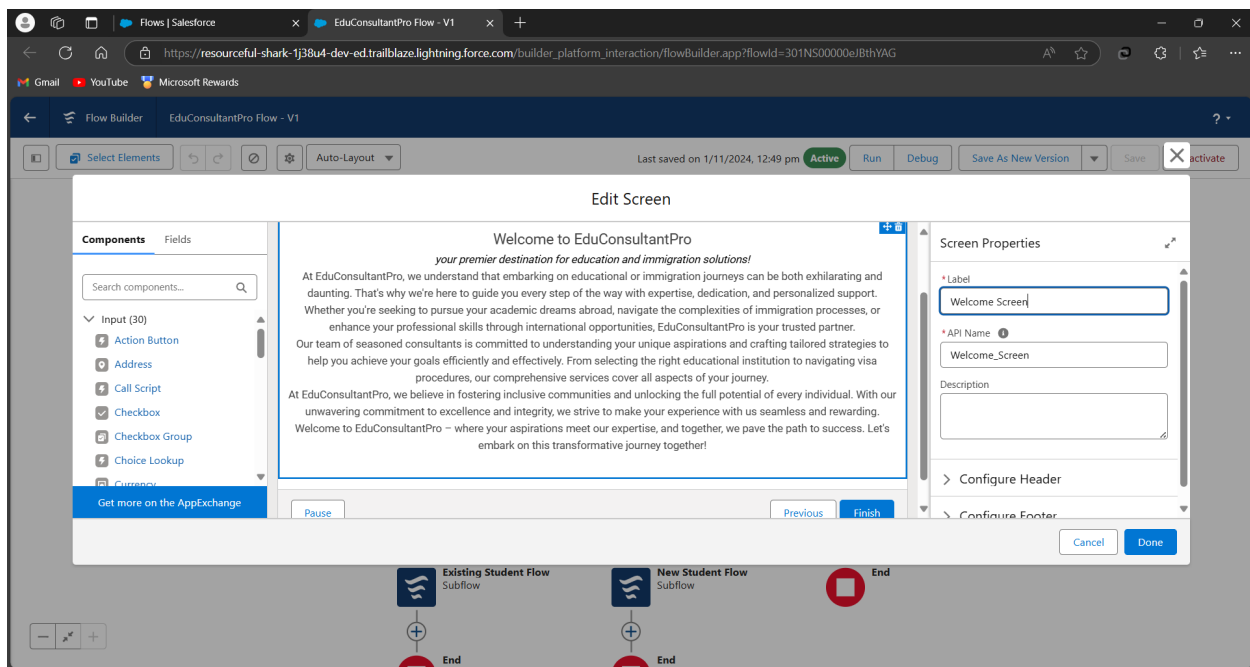 Flows | Salesforce
EduConsultantPro Flow - V1
https://resourceful-shark-1j38u4-dev-ed.trailblaze.lightning.force.com/builder_platform_interaction/flowBuilder.app?flowId=301NS00000eJBthYAG
Gmail
YouTube
Microsoft Rewards
Flow Builder
EduConsultantPro Flow - V1
?
Select Elements
Auto-Layout
Last saved on 1/11/2024, 12:49 pm
Active
Run
Debug
Save As New Version
Save
activate
Edit Screen
Components
Fields
Search components...
Input (30)
Action Button
Address
Call Script
Checkbox
Checkbox Group
Choice Lookup
Currency
Get more on the AppExchange
Welcome to EduConsultantPro
your premier destination for education and immigration solutions!
At EduConsultantPro, we understand that embarking on educational or immigration journeys can be both exhilarating and
daunting. That's why we're here to guide you every step of the way with expertise, dedication, and personalized support.
Whether you're seeking to pursue your academic dreams abroad, navigate the complexities of immigration processes, or
enhance your professional skills through international opportunities, EduConsultantPro is your trusted partner.
Our team of seasoned consultants is committed to understanding your unique aspirations and crafting tailored strategies to
help you achieve your goals efficiently and effectively. From selecting the right educational institution to navigating visa
procedures, our comprehensive services cover all aspects of your journey.
At EduConsultantPro, we believe in fostering inclusive communities and unlocking the full potential of every individual. With our
unwavering commitment to excellence and integrity, we strive to make your experience with us seamless and rewarding.
Welcome to EduConsultantPro – where your aspirations meet our expertise, and together, we pave the path to success. Let's
embark on this transformative journey together!
Pause
Previous
Finish
Screen Properties
* Label
Welcome Screen
* API Name
Welcome_Screen
Description
Configure Header
Configure Footer
Cancel
Done
Existing Student Flow
Subflow
New Student Flow
Subflow
End
End
End